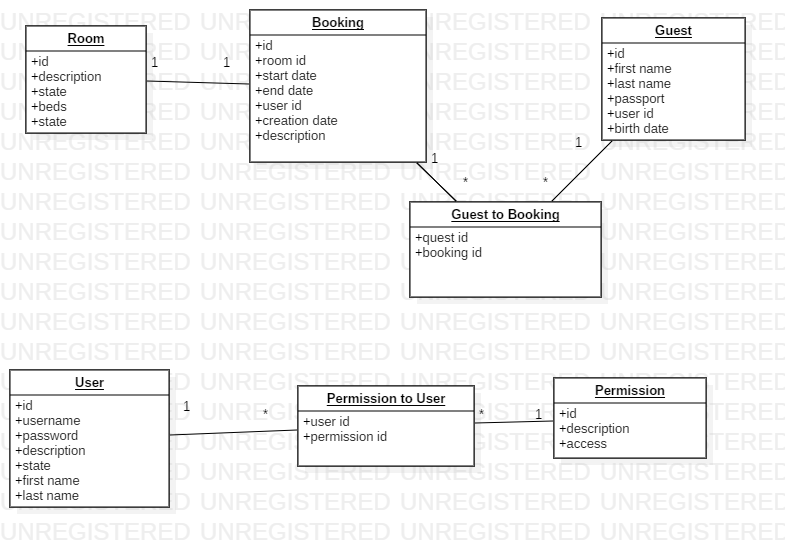 Room
+id
+description
+state
+beds
+state
1
1
Booking
+id
+room id
+start date
+end date
+user id
+creation date
+description
Guest
+id
+first name
+last name
+passport
+user id
+birth date
1
*
*
1
Guest to Booking
+quest id
+booking id
User
+id
+username
+password
+description
+state
+first name
+last name
1
*
Permission to User
+user id
+permission id
*
1
Permission
+id
+description
+access
UNREGISTERED